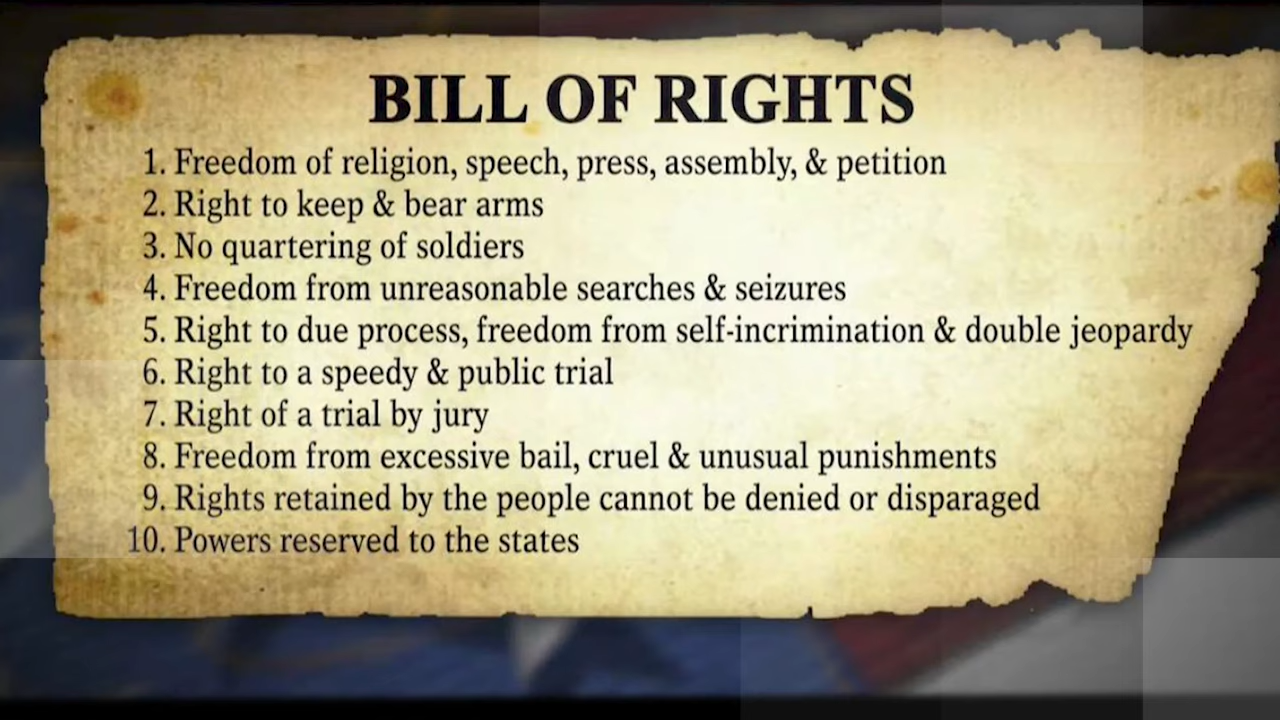 BILL OF RIGHTS
1. Freedom of religion, speech, press, assembly, & petition
2. Right to keep & bear arms
3. No quartering of soldiers
4. Freedom from unreasonable searches & seizures
5. Right to due process, freedom from self-incrimination & double jeopardy
6. Right to a speedy & public trial
7. Right of a trial by jury
8. Freedom from excessive bail, cruel & unusual punishments
9. Rights retained by the people cannot be denied or disparaged
10. Powers reserved to the states